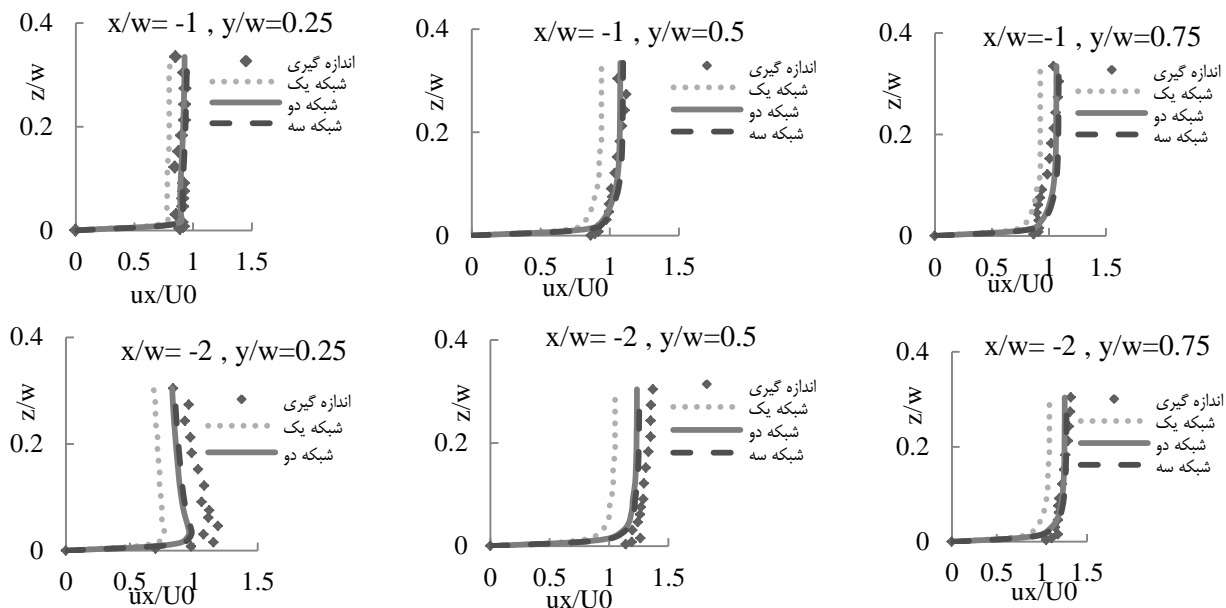 x/w= -1 , y/w=0.25
z/w
0.4
0.2
0
0
0.5
1
1.5
ux/U0
اندازه گیری
شبکه یک
شبکه دو
شبکه سه
x/w= -1 , y/w=0.5
z/w
0.4
0.2
0
0
0.5
1
1.5
ux/U0
اندازه گیری
شبکه یک
شبکه دو
شبکه سه
x/w=-1 , y/w=0.75
z/w
0.4
0.2
0
0
0.5
1
1.5
ux/U0
اندازه گیری
شبکه یک
شبکه دو
شبکه سه
x/w= -2 , y/w=0.25
z/w
0.4
0.2
0
0
0.5
1
1.5
ux/U0
اندازه گیری
شبکه یک
شبکه دو
x/w= -2 , y/w=0.5
z/w
0.4
0.2
0
0
0.5
1
1.5
ux/U0
اندازه گیری
شبکه یک
شبکه دو
شبکه سه
x/w= -2 , y/w=0.75
z/w
0.4
0.2
0
0
0.5
1
1.5
ux/U0
اندازه گیری
شبکه یک
شبکه دو
شبکه سه